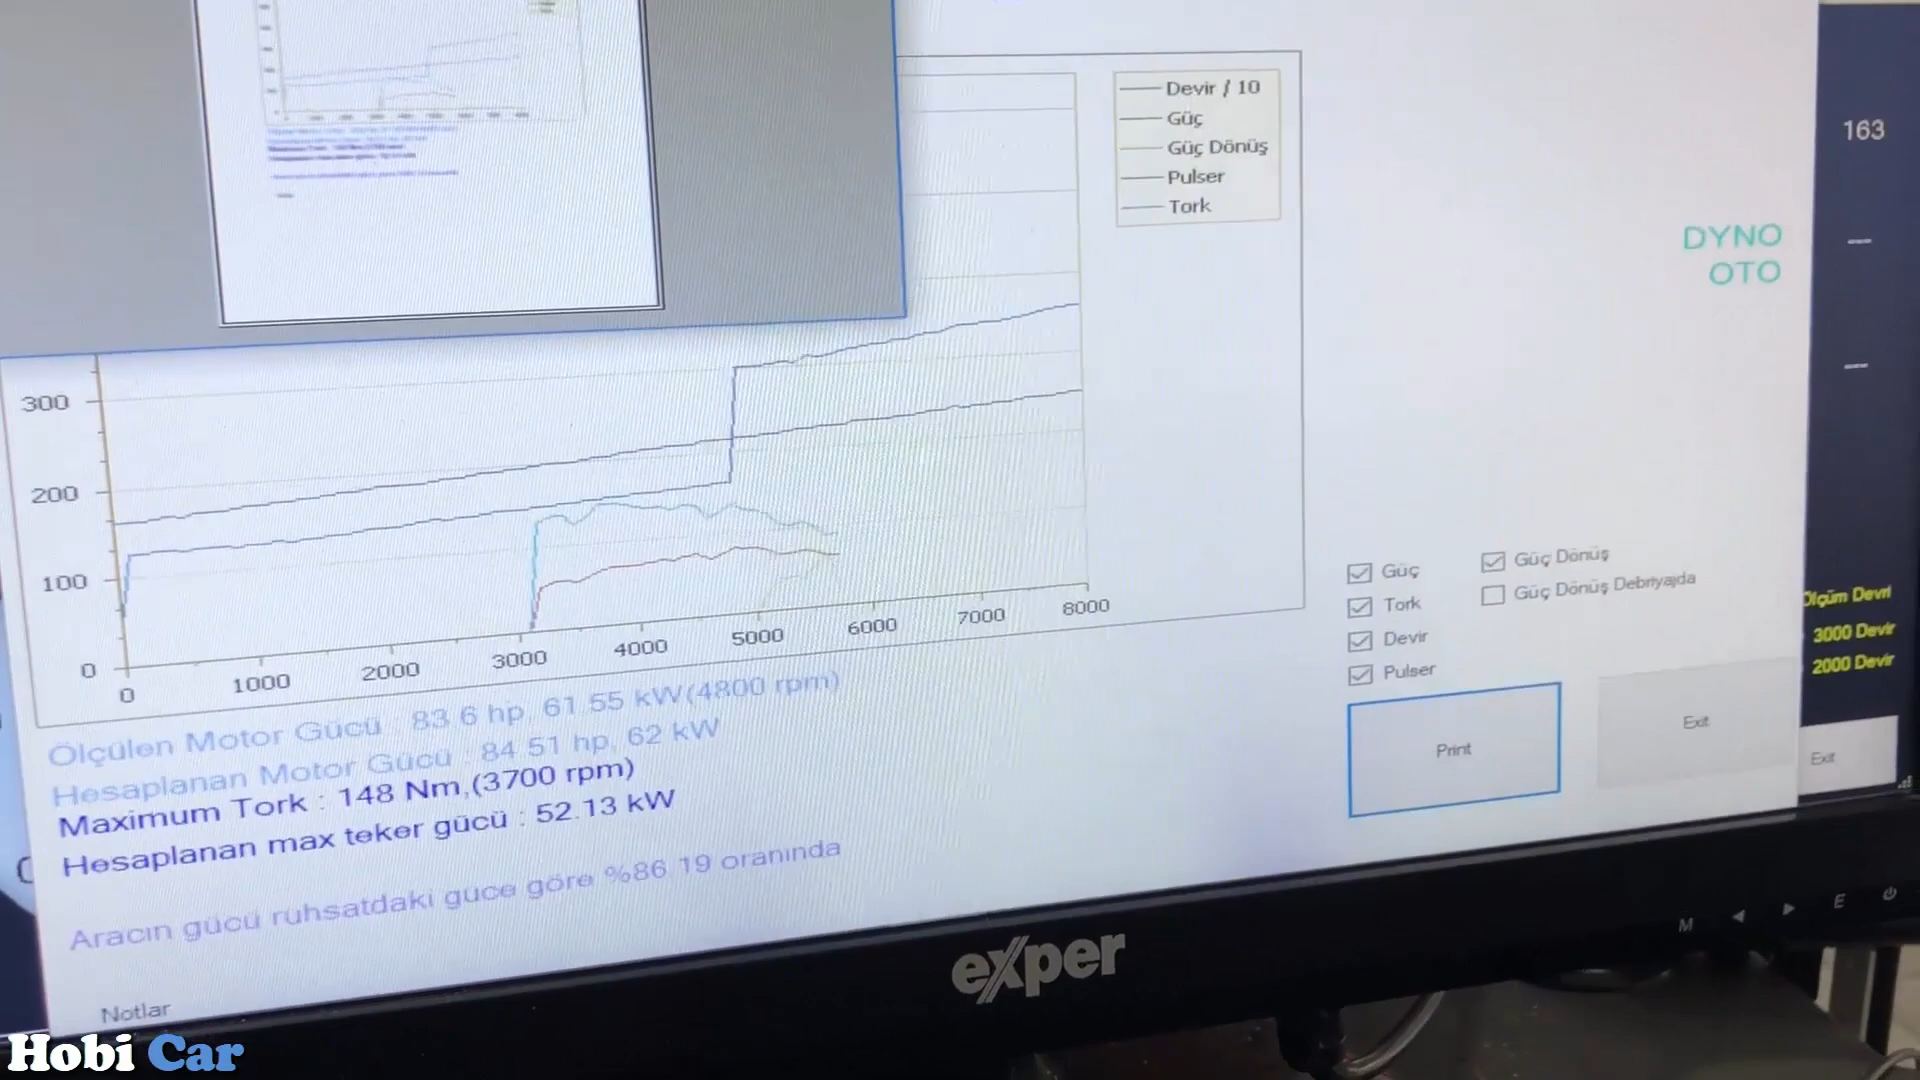 Devir / 10
Güç
Güç Dönüş
Pulser
Tork
163
DYNO
OTO
300
200
100
0
0
1000
2000
3000
4000
5000
6000
7000
8000
Ölçülen Motor Gücü : 83.6 hp, 61.55 kW(4800 rpm)
Hesaplanan Motor Gücü : 84.51 hp, 62 kW
Maximum Tork : 148 Nm,(3700 rpm)
Hesaplanan max teker gücü : 52.13 kW
Aracın gücü ruhsatdaki güce göre %86.19 oranında
Notlar
Güç
Güç Dönüş
Tork
Güç Dönüş Debriyajda
Devir
Pulser
Print
Exit
Ölçüm Devri
3000 Devir
2000 Devir
Exit
exper
M
E
Hobi Car